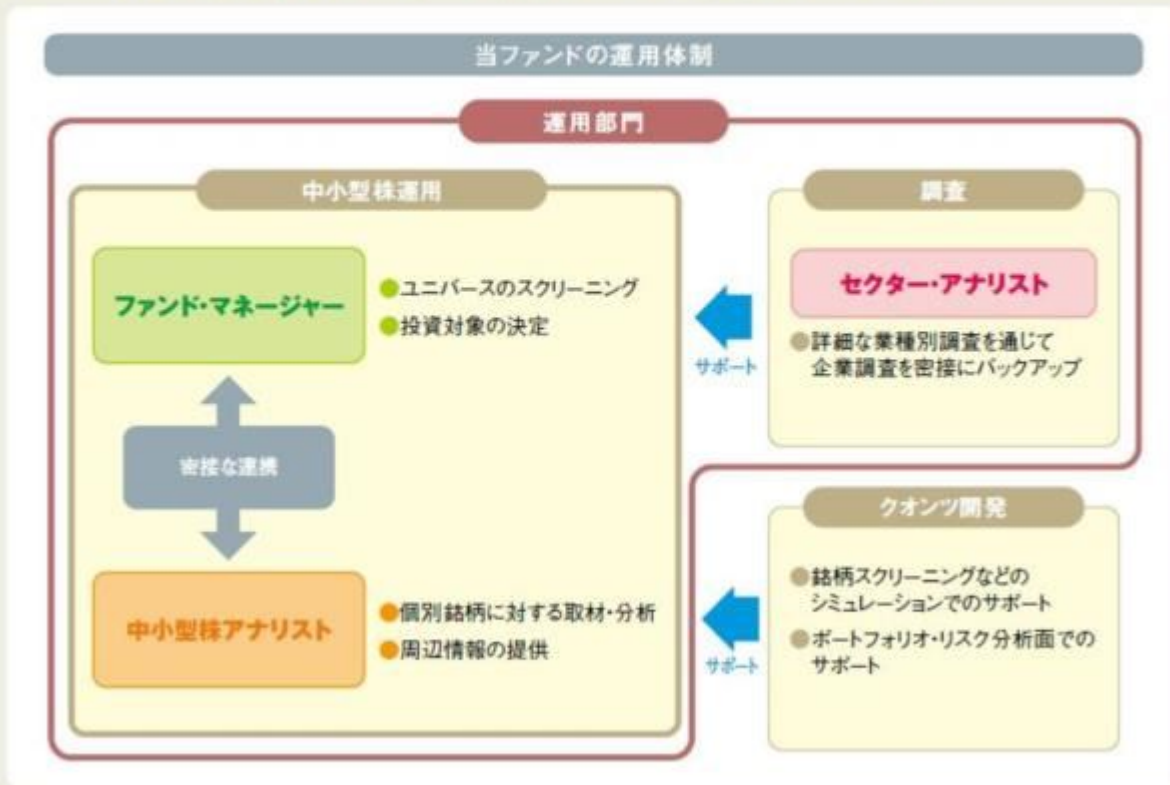 当ファンドの運用体制
運用部門
中小型株運用
ファンド・マネージャー
●ユニバースのスクリーニング
●投資対象の決定
密接な連携
中小型株アナリスト
●個別銘柄に対する取材・分析
●周辺情報の提供
調査
セクター・アナリスト
●詳細な業種別調査を通じて
企業調査を密接にバックアップ
サポート
クオンツ開発
●銘柄スクリーニングなどの
シミュレーションでのサポート
●ポートフォリオ・リスク分析面での
サポート
サポート